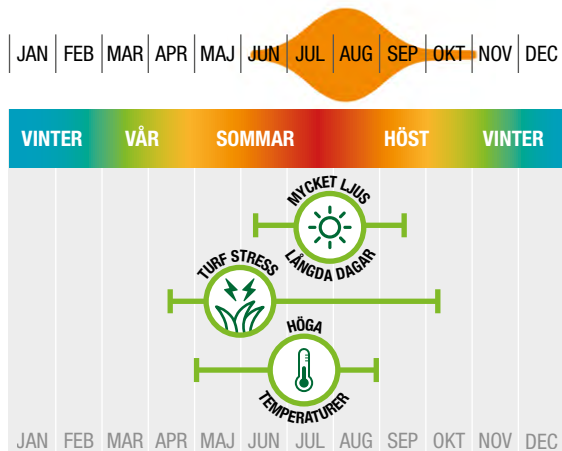 JAN FEB MAR APR MAJ JUN JUL AUG SEP OKT NOV DEC
VINTER VÅR SOMMAR HÖST VINTER
MYCKET LJUS
LÅNGDA DAGAR
TURF STRESS
HÖGA
TEMPERATURER
JAN FEB MAR APR MAJ JUN JUL AUG SEP OKT NOV DEC